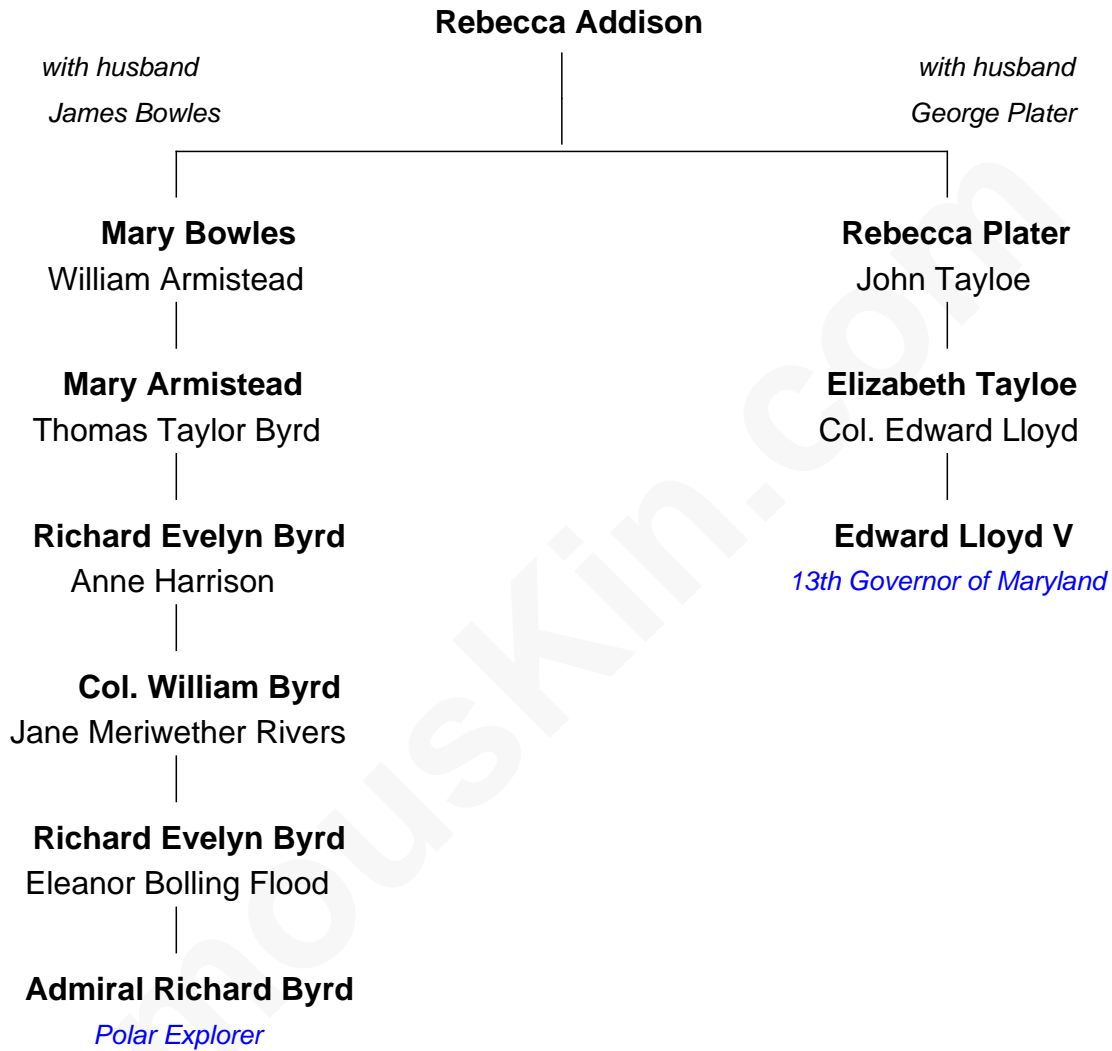 Rebecca Addison
with husband
James Bowles
with husband
George Plater
Mary Bowles
William Armistead
Rebecca Plater
John Tayloe
Mary Armistead
Thomas Taylor Byrd
Elizabeth Tayloe
Col. Edward Lloyd
Richard Evelyn Byrd
Anne Harrison
Edward Lloyd V
13th Governor of Maryland
Col. William Byrd
Jane Meriwether Rivers
Richard Evelyn Byrd
Eleanor Bolling Flood
Admiral Richard Byrd
Polar Explorer
mousKin.com